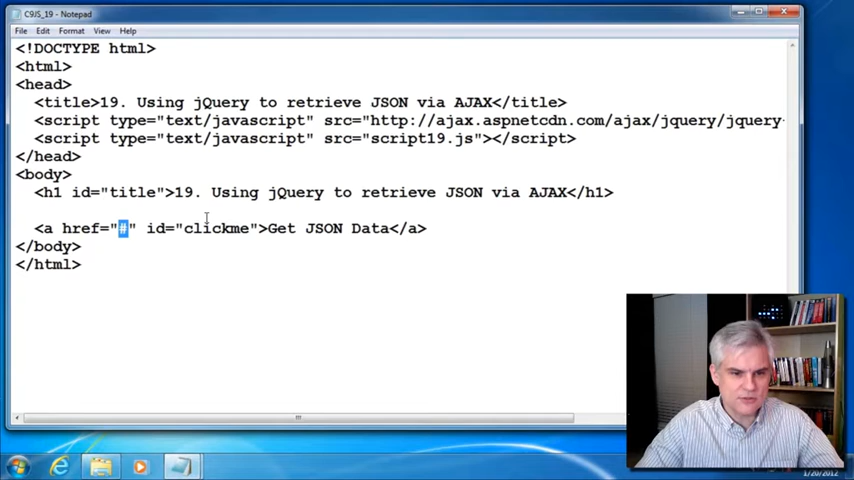 C9JS_19 - Notepad
File Edit Format View Help
<!DOCTYPE html>
<html>
<head>
<title>19. Using jQuery to retrieve JSON via AJAX</title>
<script type="text/javascript" src="http://ajax.aspnetcdn.com/ajax/jquery/jquery-
<script type="text/javascript" src="script19.js"></script>
</head>
<body>
<h1 id="title">19. Using jQuery to retrieve JSON via AJAX</h1>
<a href="#" id="clickme">Get JSON Data</a>
</body>
</html>